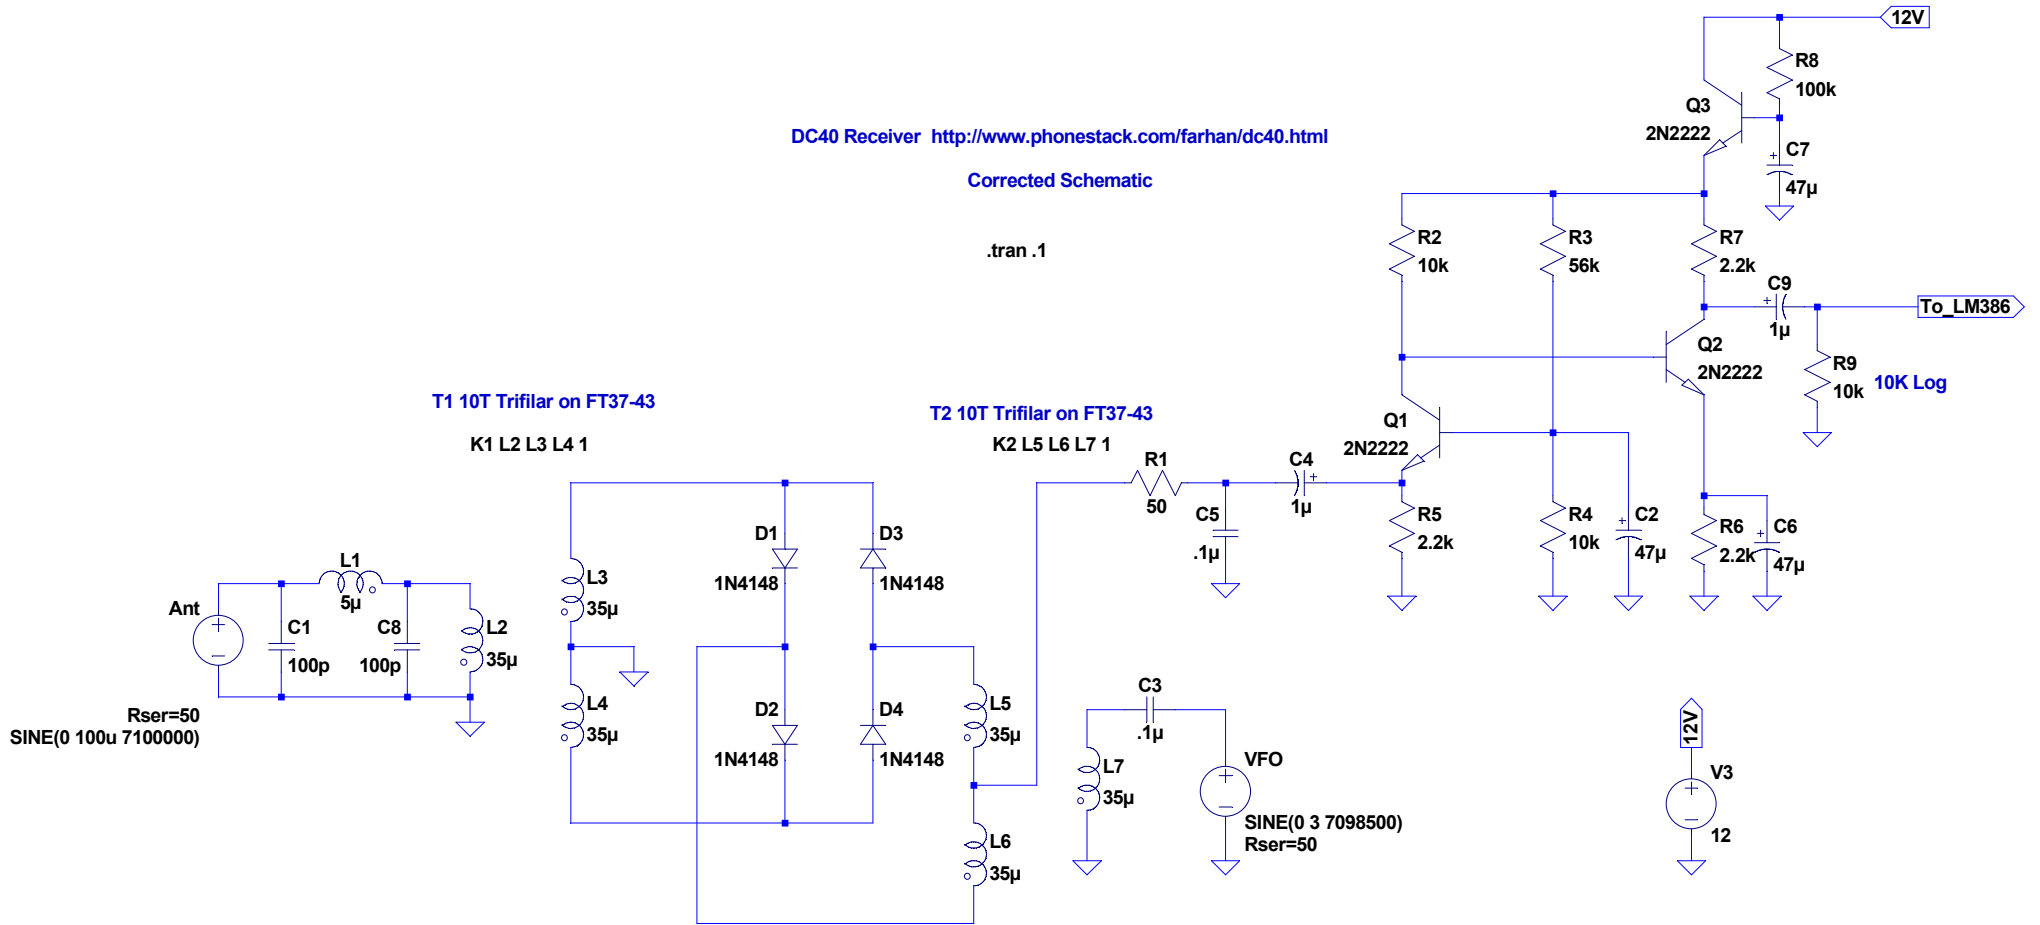 12V
R8
100k
Q3
2N2222
C7
47µ
DC40 Receiver http://www.phonestack.com/farhan/dc40.html
Corrected Schematic
.tran .1
R2
10k
R3
56k
R7
2.2k
C9
1µ
To_LM386
Q2
2N2222
R9
10k
10K Log
T1 10T Trifilar on FT37-43
K1 L2 L3 L4 1
T2 10T Trifilar on FT37-43
K2 L5 L6 L7 1
Q1
2N2222
R1
50
C4
1µ
C5
.1µ
R5
2.2k
R4
10k
C2
47µ
R6
2.2k
C6
47µ
D1
1N4148
D3
1N4148
L1
5µ
L3
35µ
Ant
C1
100p
C8
100p
L2
35µ
Rser=50
SINE(0 100u 7100000)
L4
35µ
D2
1N4148
D4
1N4148
L5
35µ
C3
.1µ
L7
35µ
VFO
SINE(0 3 7098500)
Rser=50
L6
35µ
12V
V3
12